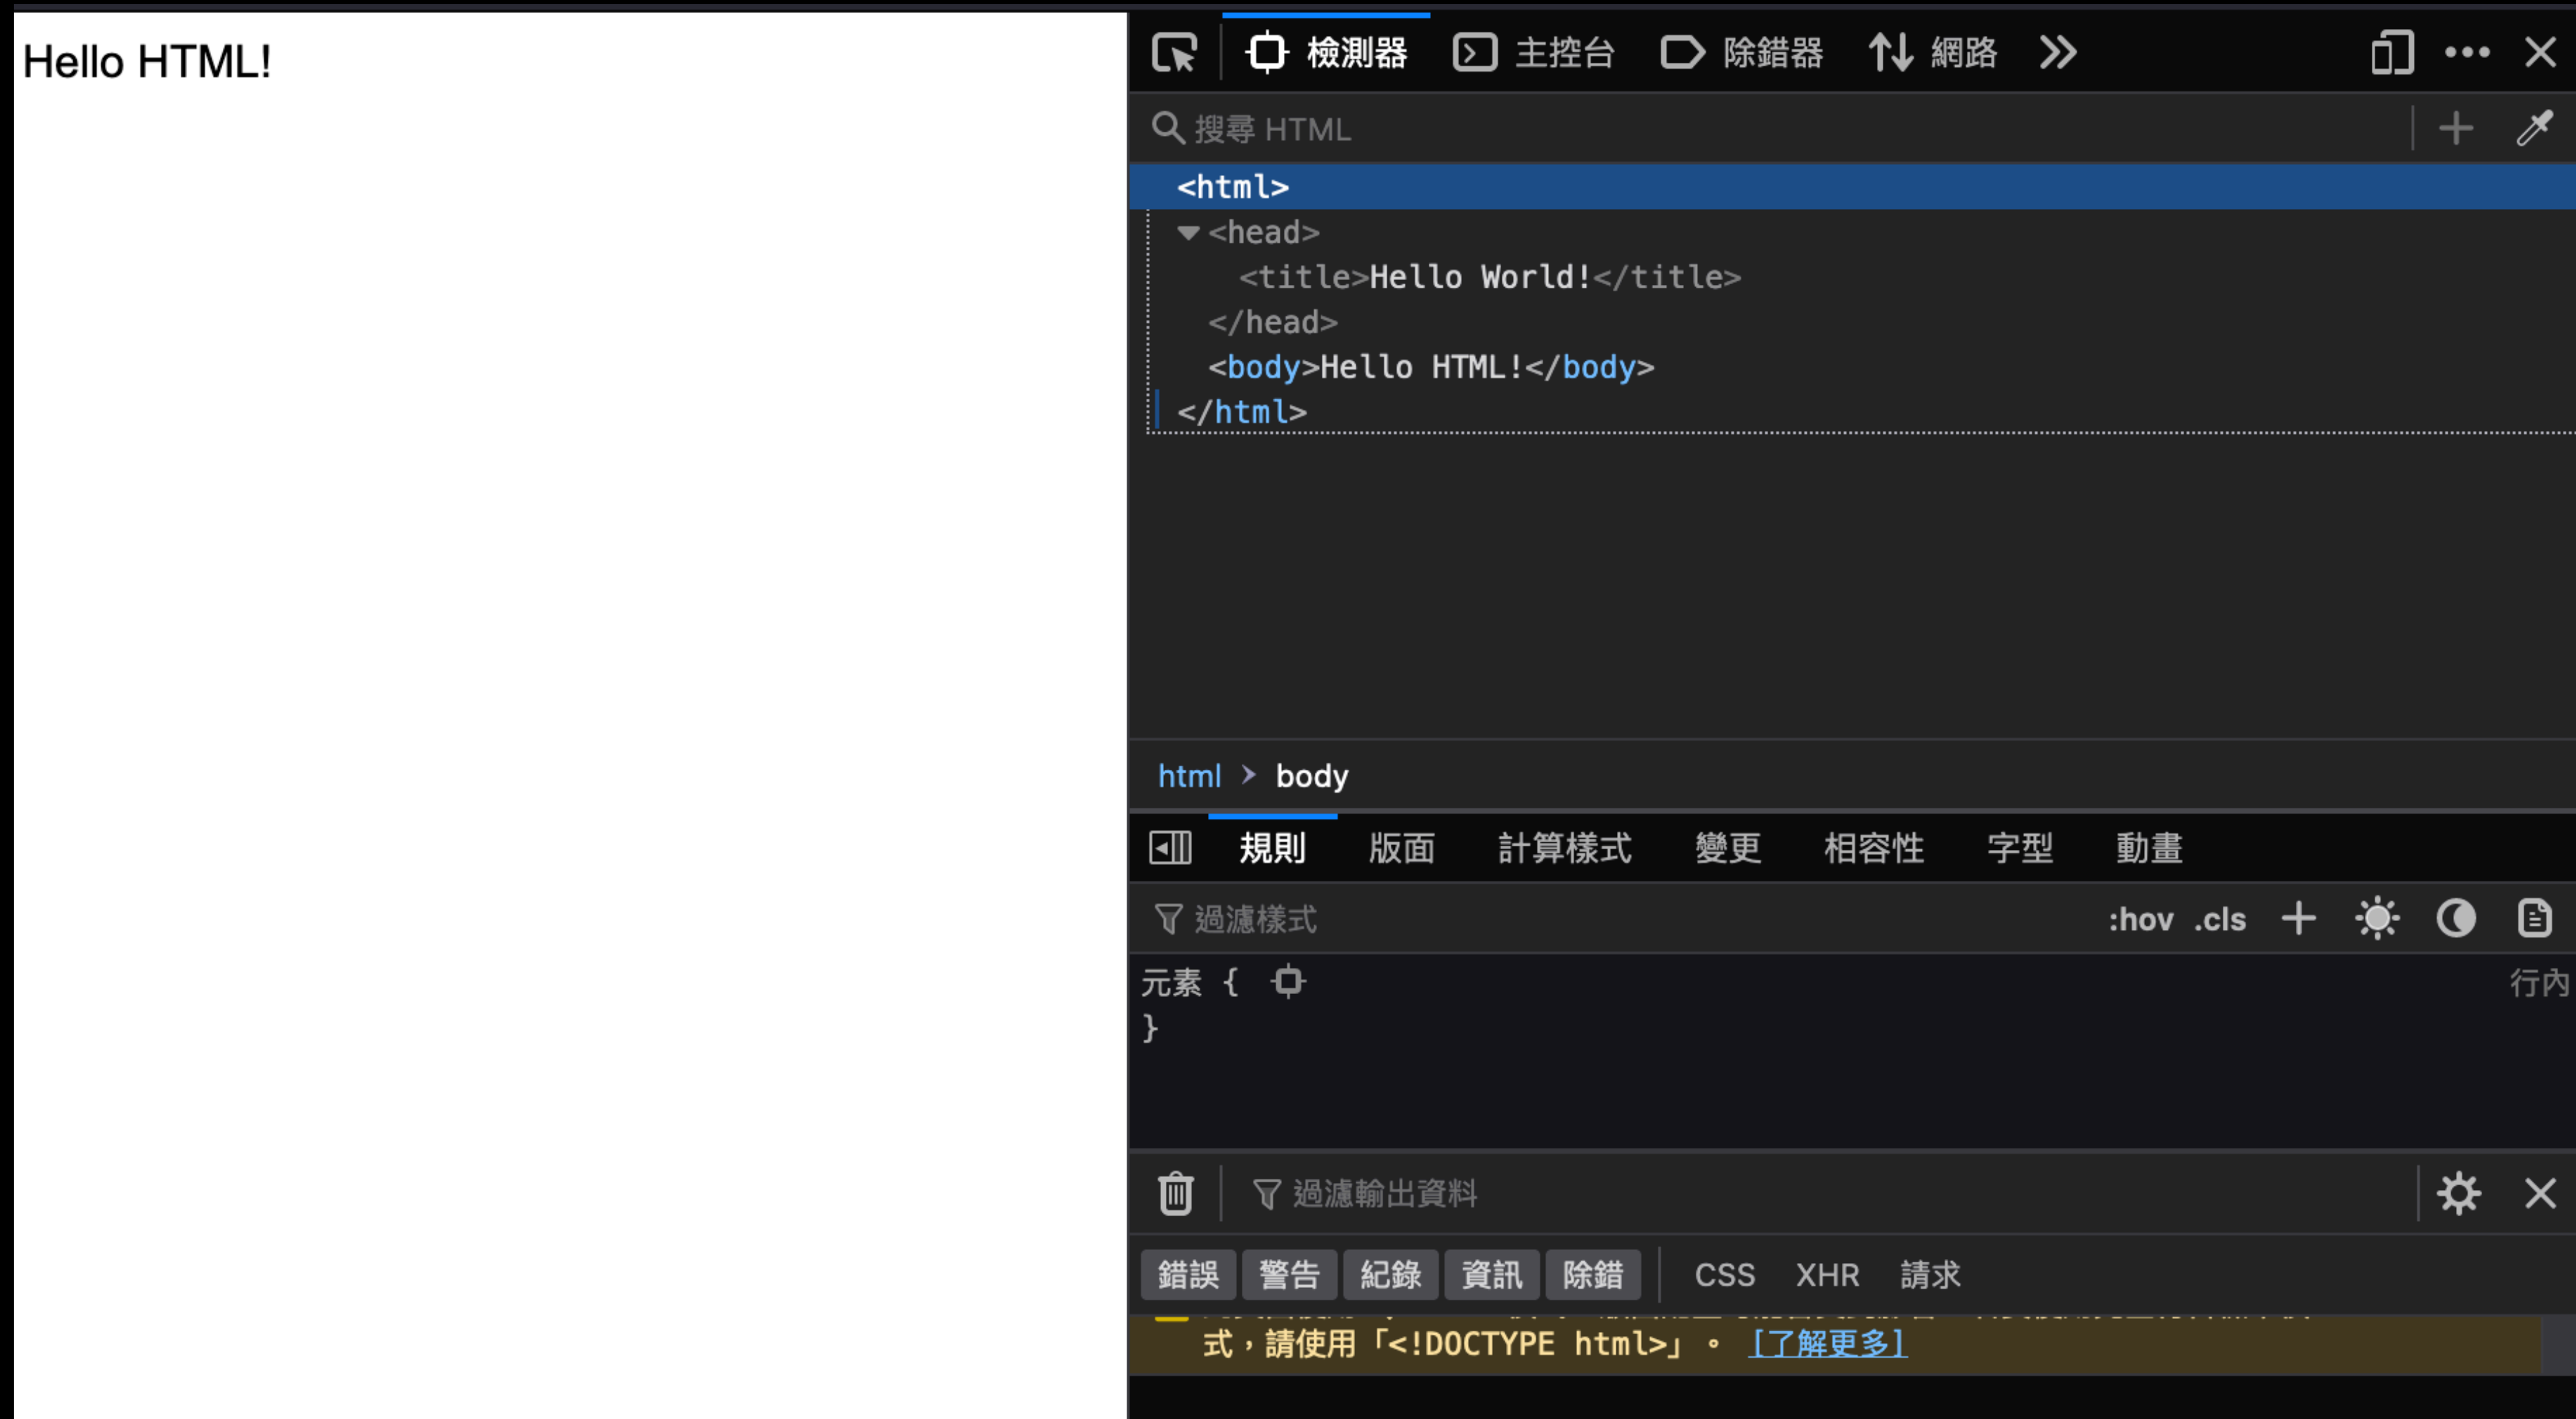 Hello HTML!
檢測器 主控台 除錯器 網路
搜尋 HTML
<html>
<head>
<title>Hello World!</title>
</head>
<body>Hello HTML!</body>
</html>
html > body
規則 版面 計算樣式 變更 相容性 字型 動畫
過濾樣式 :hov .cls
元素 { 行內
}
過濾輸出資料
錯誤 警告 紀錄 資訊 除錯 CSS XHR 請求
式，請使用「<!DOCTYPE html>」。 [了解更多]